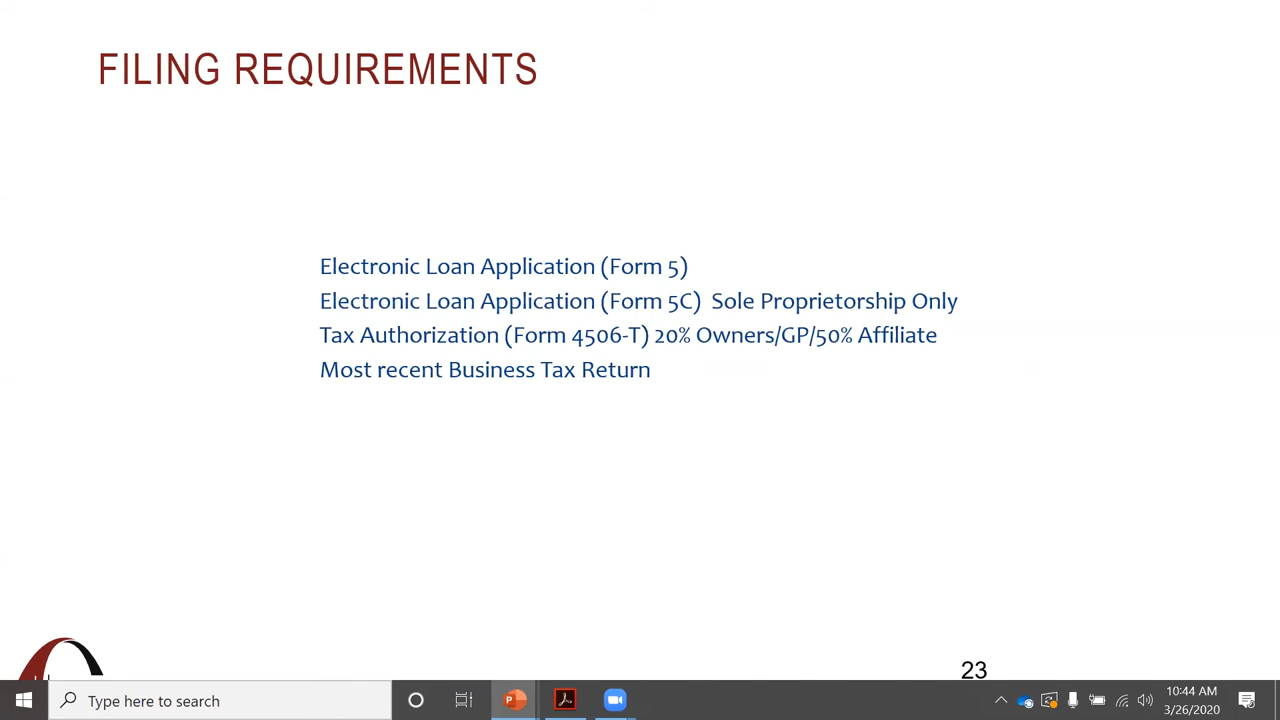 FILING REQUIREMENTS
Electronic Loan Application (Form 5)
Electronic Loan Application (Form 5C)  Sole Proprietorship Only
Tax Authorization (Form 4506-T) 20% Owners/GP/50% Affiliate
Most recent Business Tax Return
23
Type here to search
10:44 AM
3/26/2020